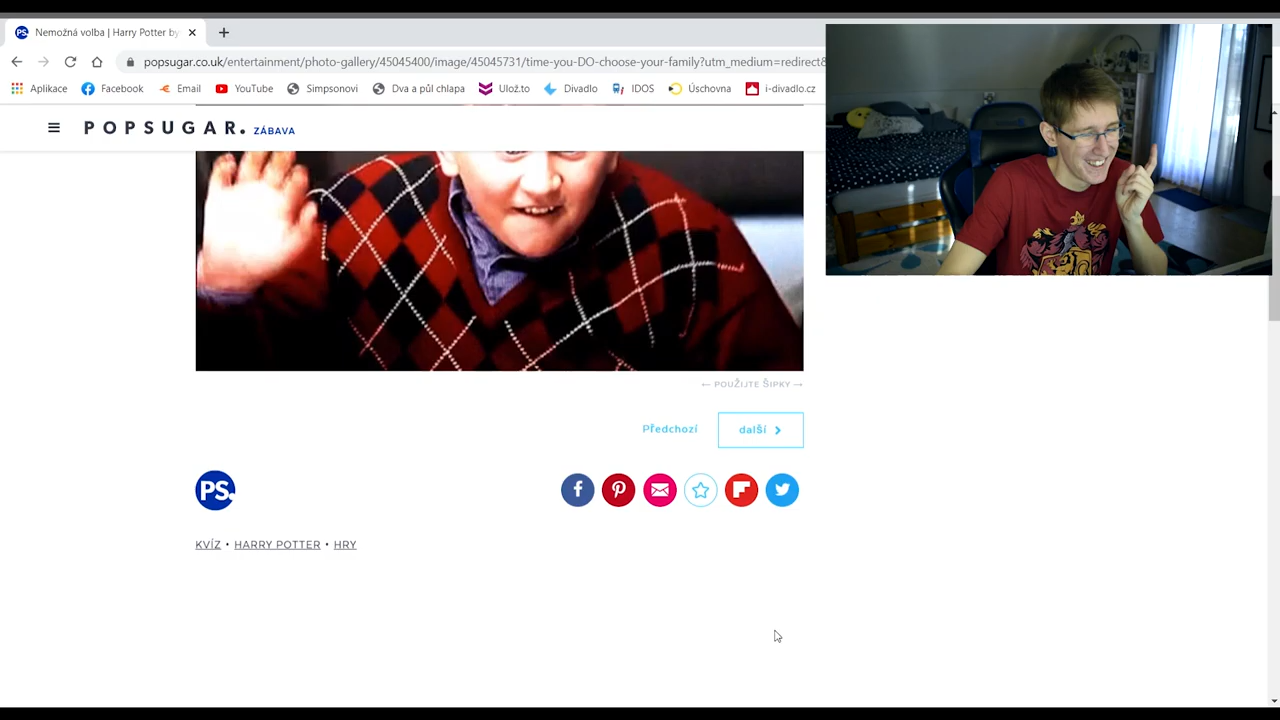 PS. Nemožná volba | Harry Potter by
popsugar.co.uk/entertainment/photo-gallery/45045400/image/45045731/time-you-DO-choose-your-family?utm_medium=redirect&
Aplikace Facebook Email YouTube Simpsonovi Dva a půl chlapa Ulož.to Divadlo IDOS Úschovna i-divadlo.cz
POPSUGAR. ZÁBAVA
← POUŽIJTE ŠIPKY →
Předchozí další
PS.
KVÍZ • HARRY POTTER • HRY